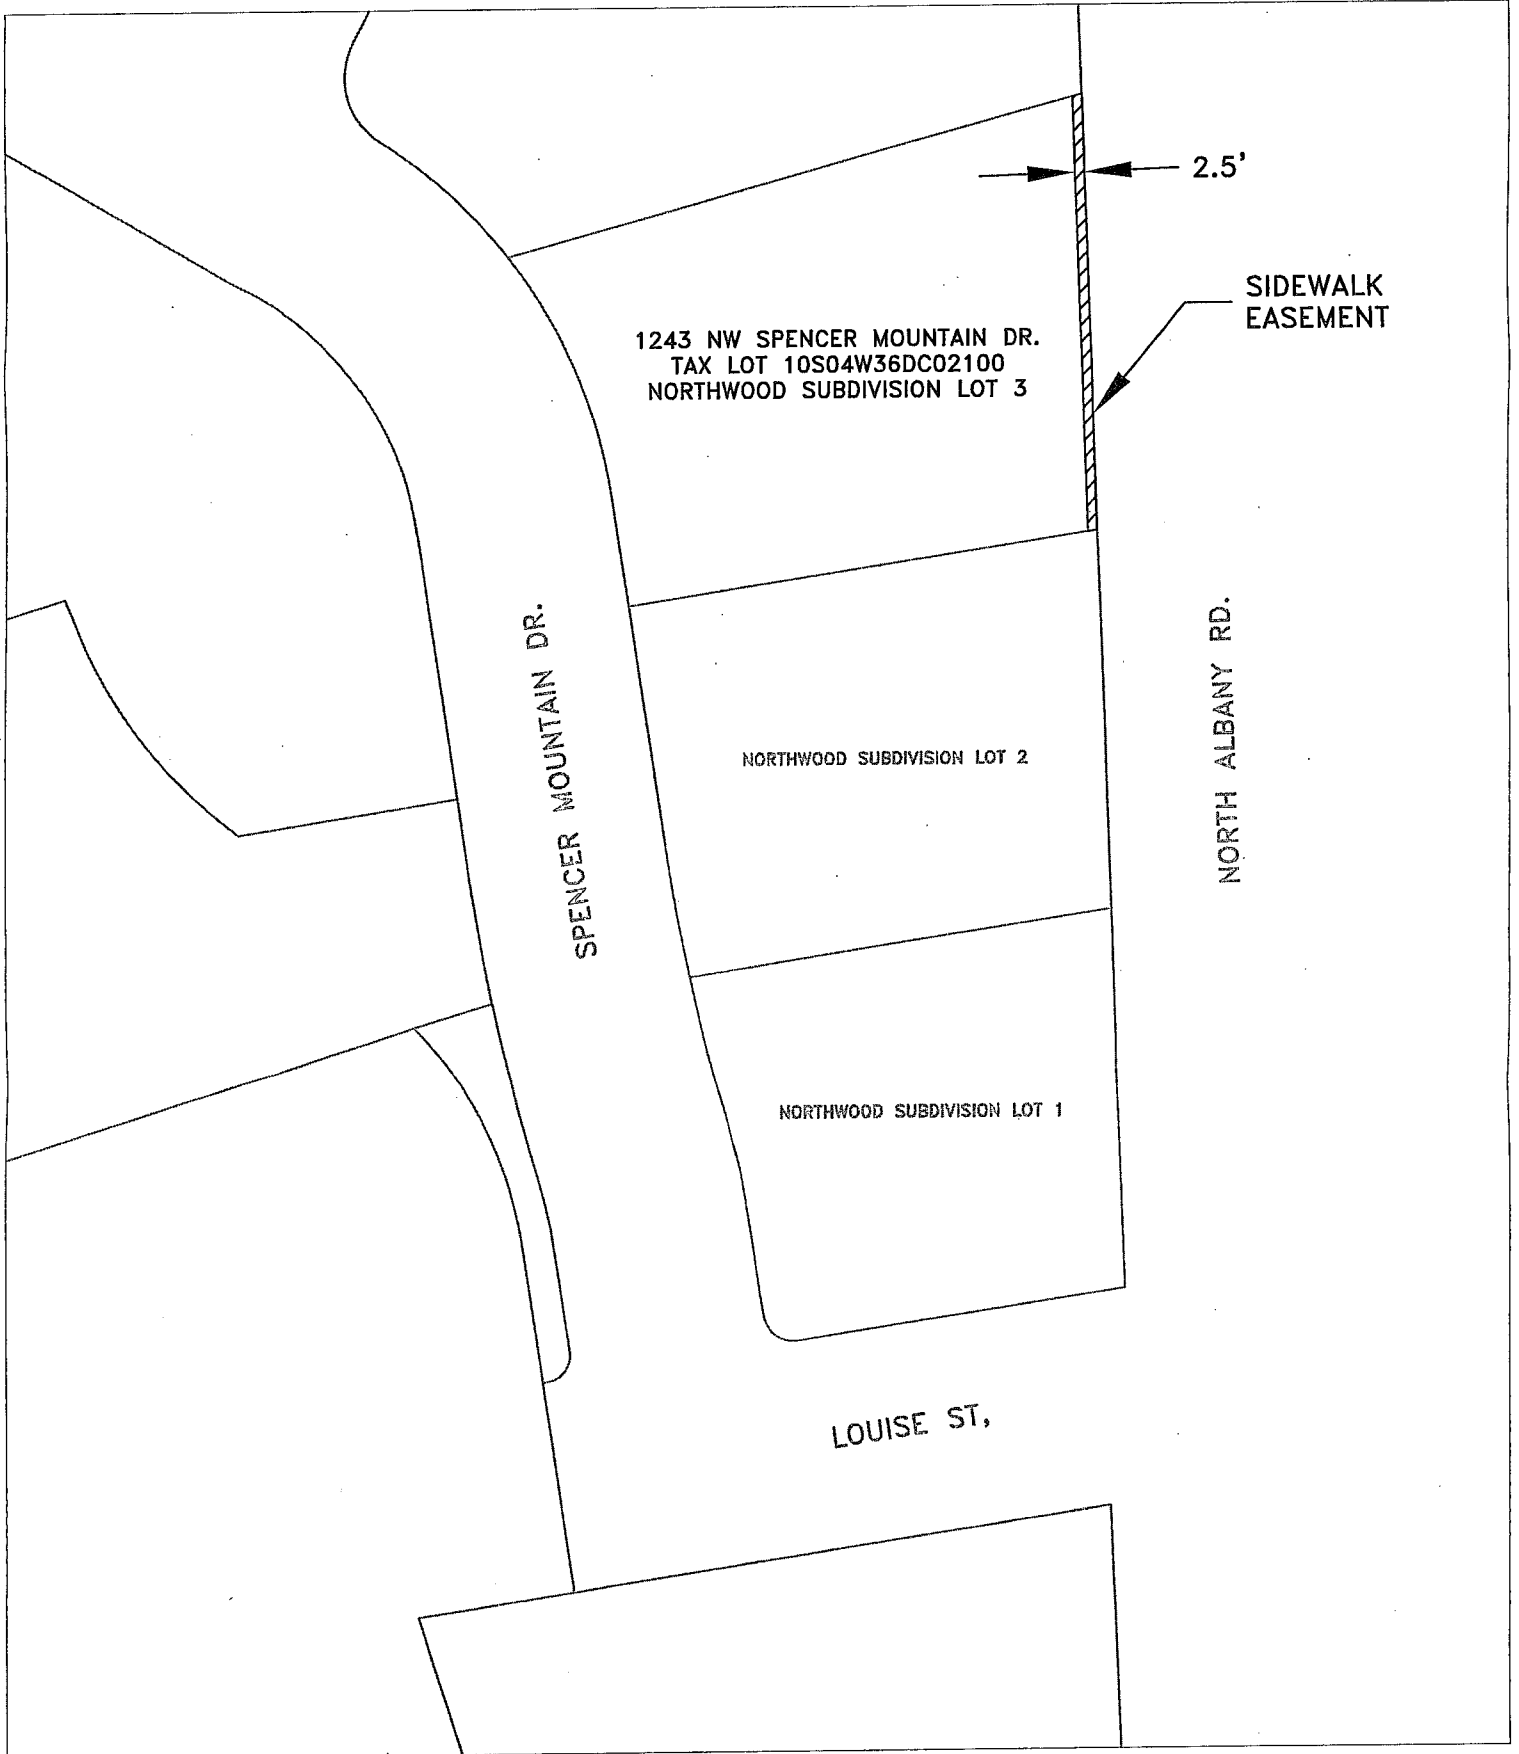 2.5'
SIDEWALK
EASEMENT
1243 NW SPENCER MOUNTAIN DR.
TAX LOT 10S04W36DC02100
NORTHWOOD SUBDIVISION LOT 3
SPENCER MOUNTAIN DR.
NORTH ALBANY RD.
NORTHWOOD SUBDIVISION LOT 2
NORTHWOOD SUBDIVISION LOT 1
LOUISE ST,